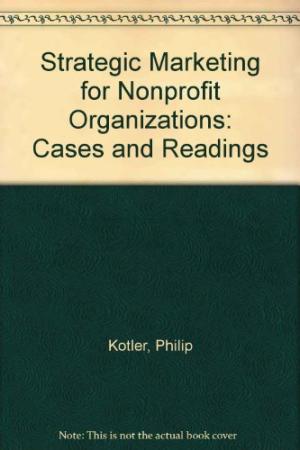 Strategic Marketing
for Nonprofit
Organizations:
Cases and Readings
Kotler, Philip
Note: This is not the actual book cover